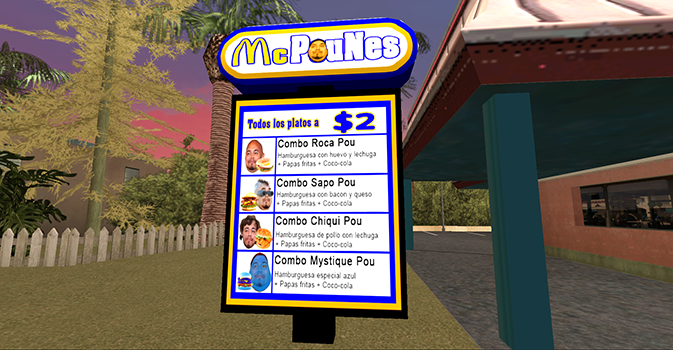 McPouNes
Todos los platos a $2
Combo Roca Pou
Hamburguesa con huevo y lechuga
+ Papas fritas + Coco-cola
Combo Sapo Pou
Hamburguesa con bacon y queso
+ Papas fritas + Coco-cola
Combo Chiqui Pou
Hamburguesa de pollo con lechuga
+ Papas fritas + Coco-cola
Combo Mystique Pou
Hamburguesa especial azul
+ Papas fritas + Coco-cola